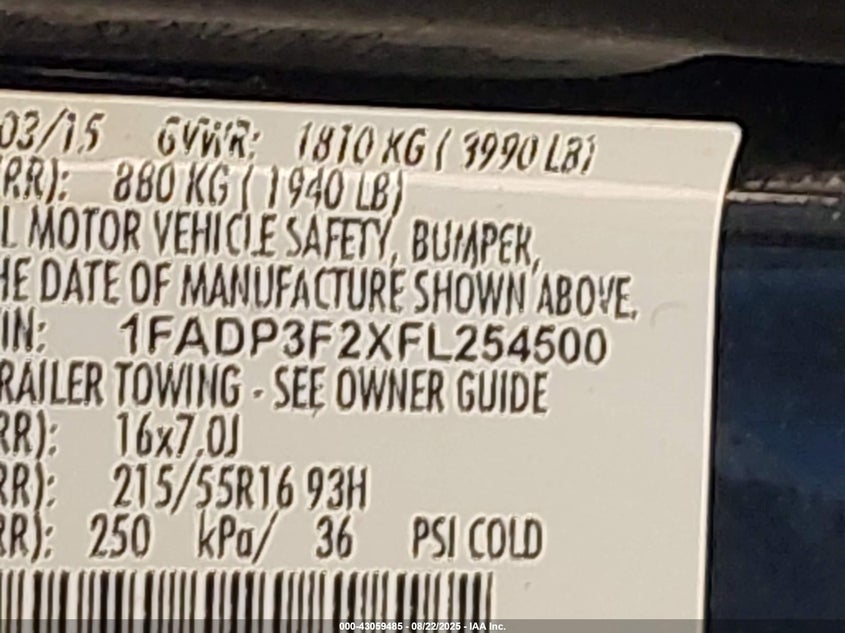 03/15 GVWR: 1810 KG ( 3990 LB)
RR): 880 KG ( 1940 LB)
L MOTOR VEHICLE SAFETY, BUMPER,
HE DATE OF MANUFACTURE SHOWN ABOVE.
IN: 1FADP3F2XFL254500
RAILER TOWING - SEE OWNER GUIDE
RR): 16x7.0J
RR): 215/55R16 93H
RR): 250 kPa/ 36 PSI COLD
000-43059485 - 08/22/2025 - IAA Inc.